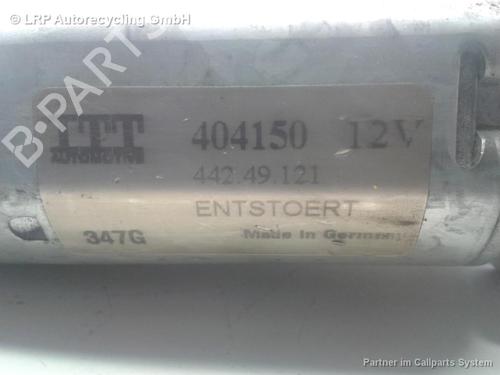 © LRP Autorecycling GmbH
ITT 404150 12V
AUTOMOTIVE
442.49.121
ENTSTOERT
347G Made in Germany
Partner im Callparts System